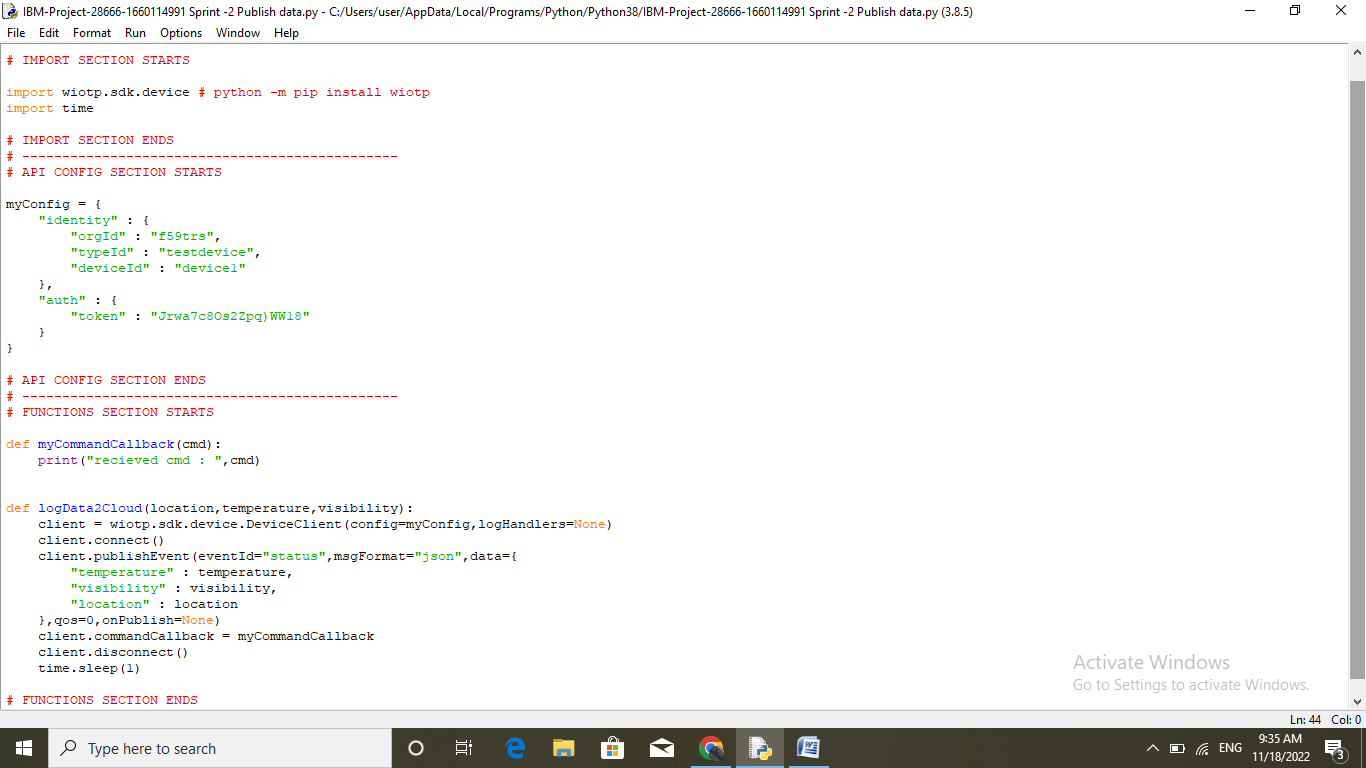 IBM-Project-28666-1660114991 Sprint -2 Publish data.py - C:/Users/user/AppData/Local/Programs/Python/Python38/IBM-Project-28666-1660114991 Sprint -2 Publish data.py (3.8.5)
File Edit Format Run Options Window Help
# IMPORT SECTION STARTS
import wiotp.sdk.device # python -m pip install wiotp
import time
# IMPORT SECTION ENDS
# -----------------------------------------------
# API CONFIG SECTION STARTS
myConfig = {
    "identity" : {
        "orgId" : "f59trs",
        "typeId" : "testdevice",
        "deviceId" : "device1"
    },
    "auth" : {
        "token" : "Jrwa7c8Os2Zpq)WW18"
    }
}
# API CONFIG SECTION ENDS
# -----------------------------------------------
# FUNCTIONS SECTION STARTS
def myCommandCallback(cmd):
    print("recieved cmd : ",cmd)
def logData2Cloud(location,temperature,visibility):
    client = wiotp.sdk.device.DeviceClient(config=myConfig,logHandlers=None)
    client.connect()
    client.publishEvent(eventId="status",msgFormat="json",data={
        "temperature" : temperature,
        "visibility" : visibility,
        "location" : location
    },qos=0,onPublish=None)
    client.commandCallback = myCommandCallback
    client.disconnect()
    time.sleep(1)
# FUNCTIONS SECTION ENDS
Activate Windows
Go to Settings to activate Windows.
Ln: 44 Col: 0
Type here to search
ENG
9:35 AM
11/18/2022
3